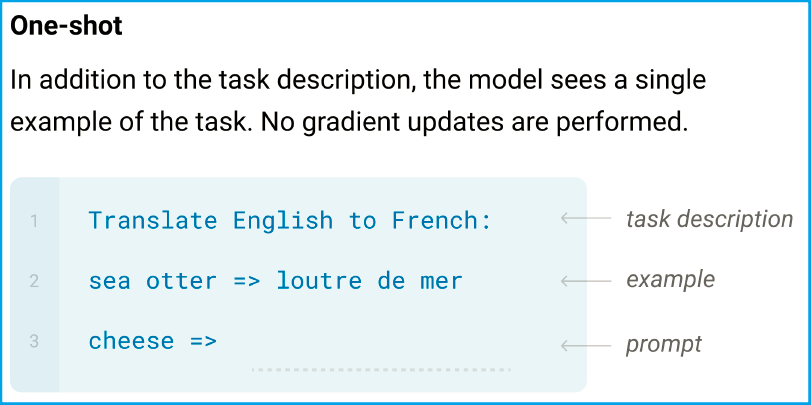 One-shot
In addition to the task description, the model sees a single
example of the task. No gradient updates are performed.
1 Translate English to French: task description
2 sea otter => loutre de mer example
3 cheese => prompt